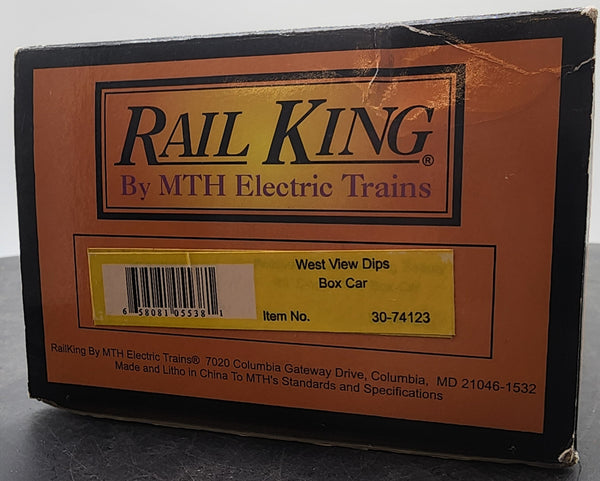 RAIL KING®
By MTH Electric Trains
West View Dips
Box Car
6 58081 05538 1
Item No. 30-74123
RailKing By MTH Electric Trains® 7020 Columbia Gateway Drive, Columbia, MD 21046-1532
Made and Litho in China To MTH's Standards and Specifications